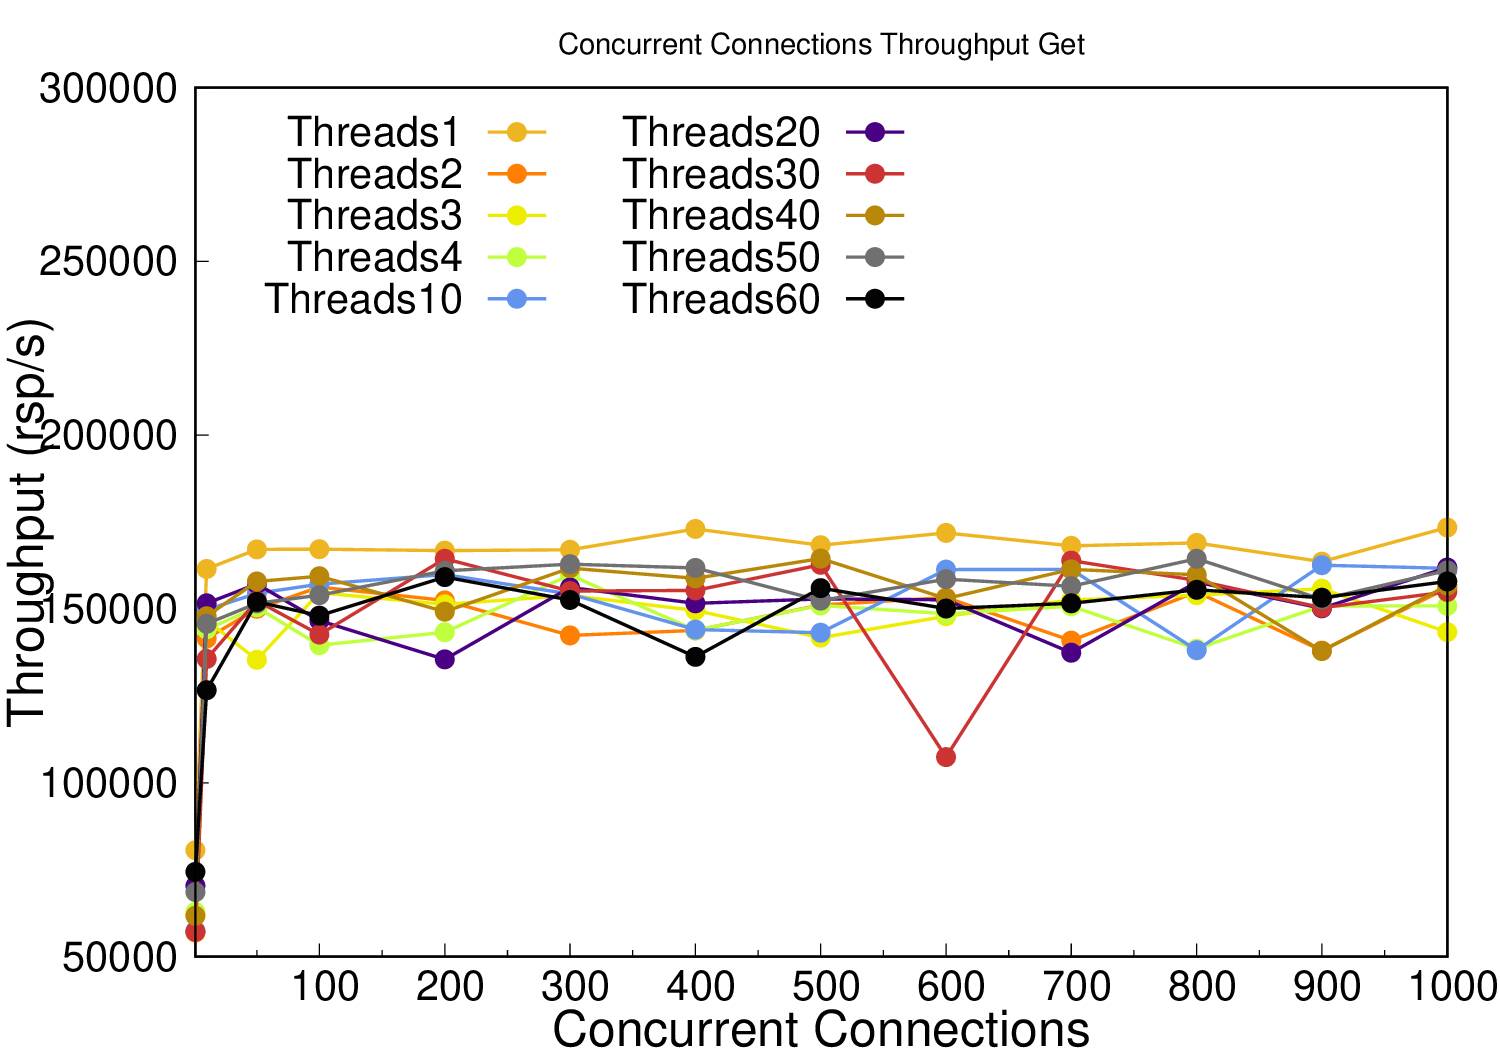 Concurrent Connections Throughput Get
300000
250000
200000
150000
100000
50000
Throughput (rsp/s)
Threads1
Threads2
Threads3
Threads4
Threads10
Threads20
Threads30
Threads40
Threads50
Threads60
100 200 300 400 500 600 700 800 900 1000
Concurrent Connections